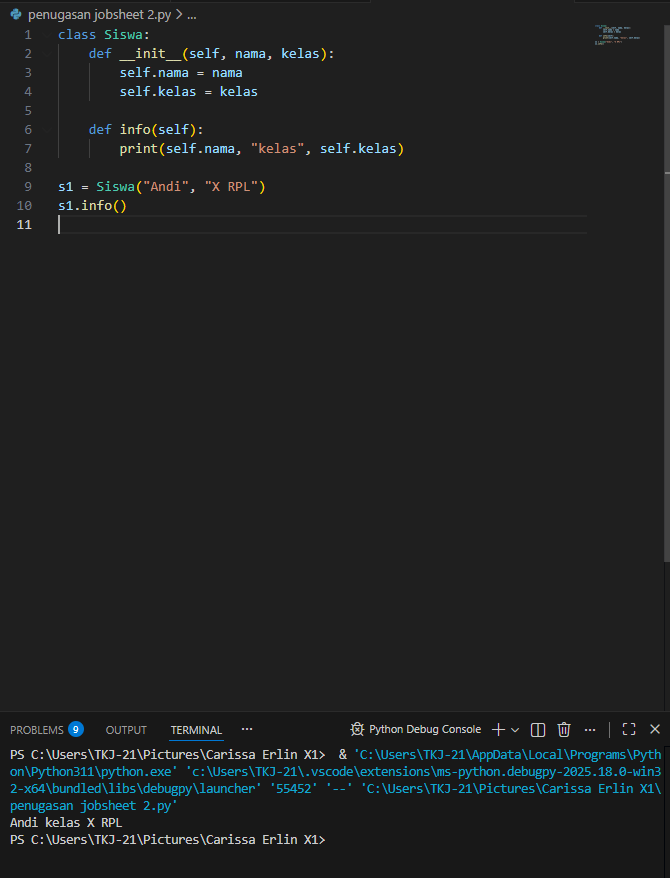 penugasan jobsheet 2.py > ...
1 class Siswa:
2     def __init__(self, nama, kelas):
3         self.nama = nama
4         self.kelas = kelas
5
6     def info(self):
7         print(self.nama, "kelas", self.kelas)
8
9 s1 = Siswa("Andi", "X RPL")
10 s1.info()
11
PROBLEMS 9 OUTPUT TERMINAL ... Python Debug Console ...
PS C:\Users\TKJ-21\Pictures\Carissa Erlin X1>  & 'C:\Users\TKJ-21\AppData\Local\Programs\Pyth
on\Python311\python.exe' 'c:\Users\TKJ-21\.vscode\extensions\ms-python.debugpy-2025.18.0-win3
2-x64\bundled\libs\debugpy\launcher' '55452' '--' 'C:\Users\TKJ-21\Pictures\Carissa Erlin X1\
penugasan jobsheet 2.py'
Andi kelas X RPL
PS C:\Users\TKJ-21\Pictures\Carissa Erlin X1>